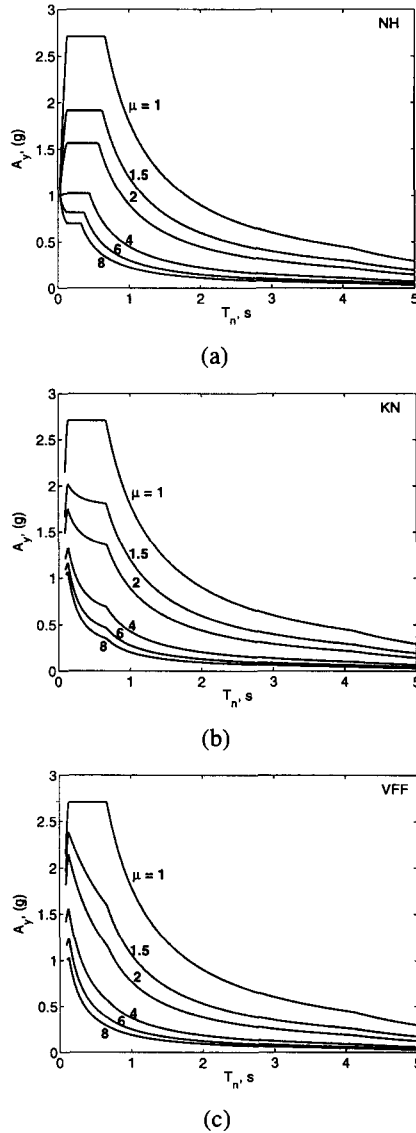 3
NH
2.5
μ = 1
2
A_y, (g)
1.5
1.5
2
1
4
0.5
6
8
0
0 1 2 3 4 5
T_n, s
(a)
3
KN
2.5
μ = 1
2
A_y, (g)
1.5
1.5
2
1
4
0.5
6
8
0
0 1 2 3 4 5
T_n, s
(b)
3
VFF
2.5
μ = 1
2
A_y, (g)
1.5
1.5
2
1
4
0.5
6
8
0
0 1 2 3 4 5
T_n, s
(c)